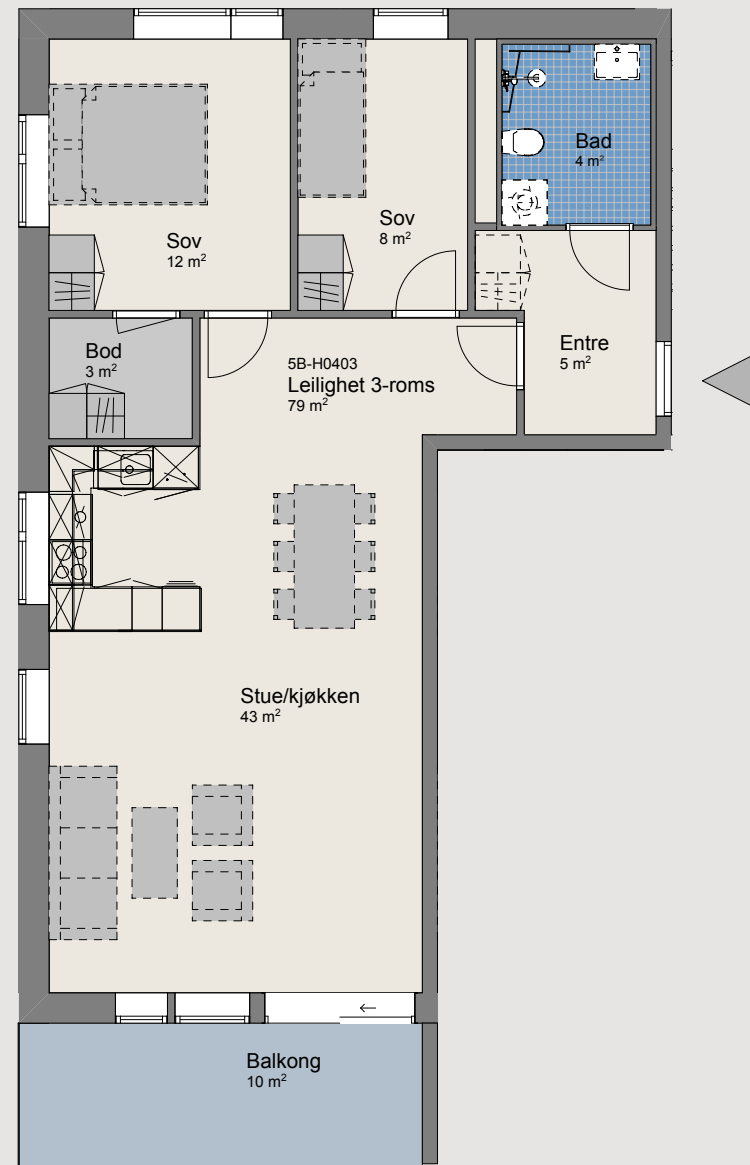 Bad
4 m²
Sov
12 m²
Sov
8 m²
Bod
3 m²
Entre
5 m²
5B-H0403
Leilighet 3-roms
79 m²
Stue/kjøkken
43 m²
Balkong
10 m²